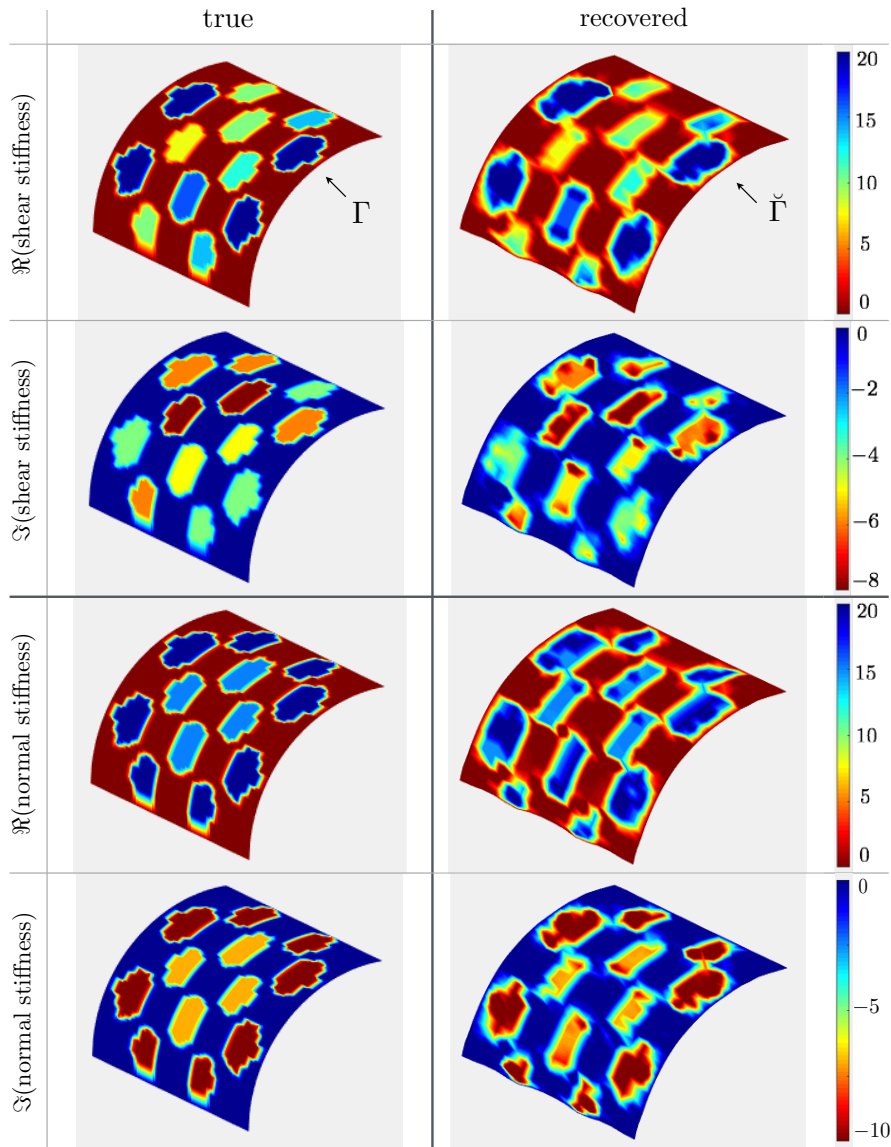 true
recovered
ℜ(shear stiffness)
Γ
Γ̆
20
15
10
5
0
ℑ(shear stiffness)
0
−2
−4
−6
−8
ℜ(normal stiffness)
20
15
10
5
0
ℑ(normal stiffness)
0
−5
−10